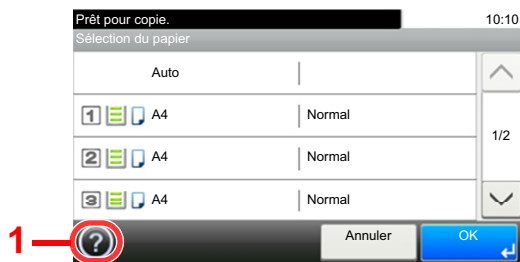 Prêt pour copie. 10:10
Sélection du papier
Auto
1 A4 Normal
2 A4 Normal
1/2
3 A4 Normal
1 ? Annuler OK